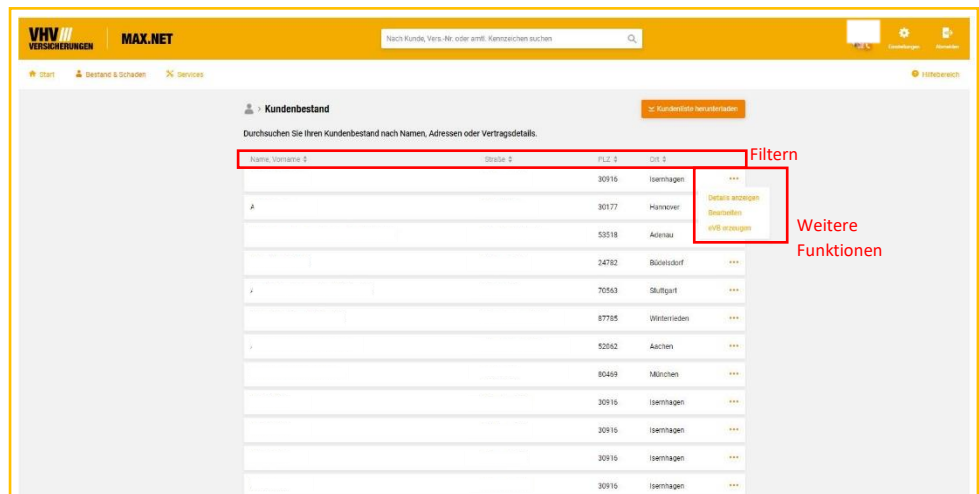 VHV ///
VERSICHERUNGEN
MAX.NET
Nach Kunde, Vers.-Nr. oder amtl. Kennzeichen suchen
Einstellungen
Abmelden
Start
Bestand & Schaden
Services
Hilfebereich
> Kundenbestand
Kundenliste herunterladen
Durchsuchen Sie Ihren Kundenbestand nach Namen, Adressen oder Vertragsdetails.
Name, Vorname
Straße
PLZ
Ort
Filtern
30916 Isernhagen ...
Details anzeigen
A 30177 Hannover
Bearbeiten
eVB erzeugen
Weitere
Funktionen
53518 Adenau
24782 Büdelsdorf ...
70563 Stuttgart ...
87785 Winterrieden ...
52062 Aachen ...
80469 München ...
30916 Isernhagen ...
30916 Isernhagen ...
30916 Isernhagen ...
30916 Isernhagen ...